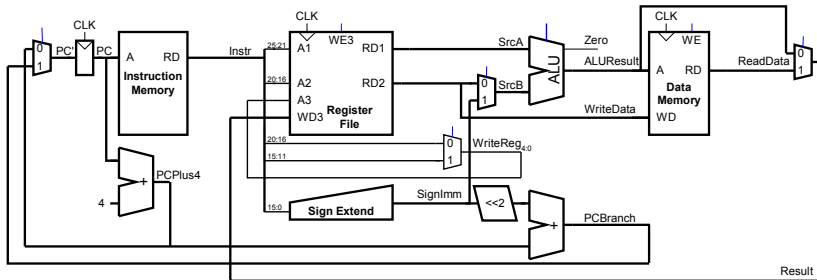 CLK
CLK
CLK
0
1
PC'
PC
A
RD
Instruction
Memory
Instr
25:21
A1
WE3
RD1
SrcA
Zero
WE
20:16
A2
RD2
0
1
SrcB
ALU
ALUResult
A
RD
Data
Memory
ReadData
0
1
A3
WD3
Register
File
WriteData
WD
20:16
15:11
0
1
WriteReg4:0
PCPlus4
+
4
15:0
Sign Extend
SignImm
<<2
+
PCBranch
Result